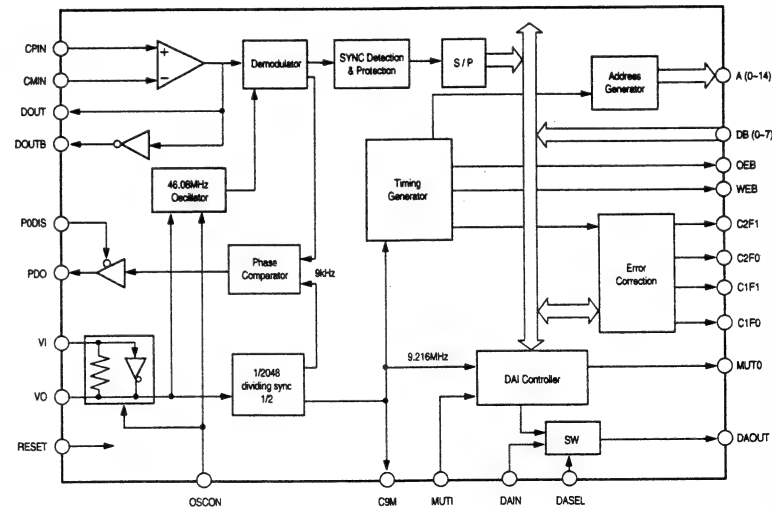 CPIN
CMIN
DOUT
DOUTB
P0DIS
PDO
VI
VO
RESET
+
−
Demodulator
SYNC Detection
& Protection
S / P
Address
Generator
46.08MHz
Oscillator
Timing
Generator
Phase
Comparator
9kHz
Error
Correction
1/2048
dividing sync
1/2
9.216MHz
DAI Controller
SW
A (0~14)
DB (0~7)
OEB
WEB
C2F1
C2F0
C1F1
C1F0
MUT0
DAOUT
OSCON
C9M
MUTI
DAIN
DASEL